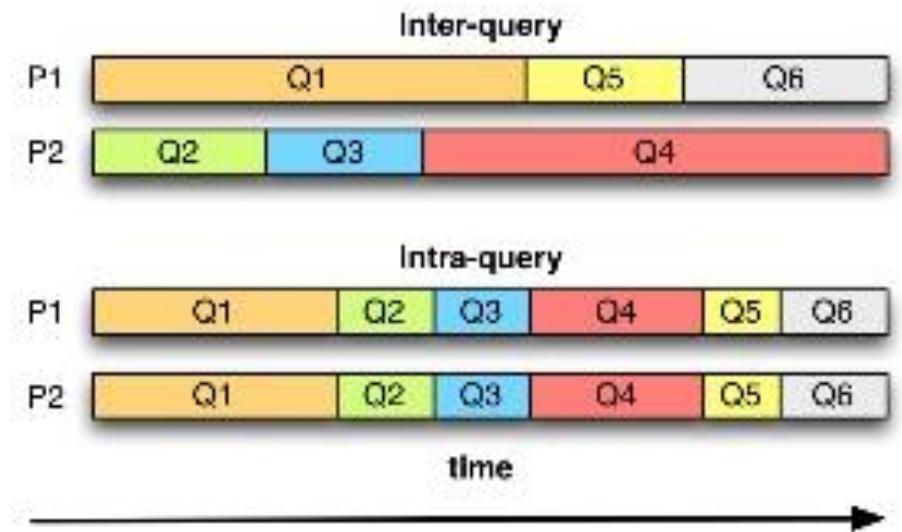 Inter-query
P1 Q1 Q5 Q6
P2 Q2 Q3 Q4
Intra-query
P1 Q1 Q2 Q3 Q4 Q5 Q6
P2 Q1 Q2 Q3 Q4 Q5 Q6
time